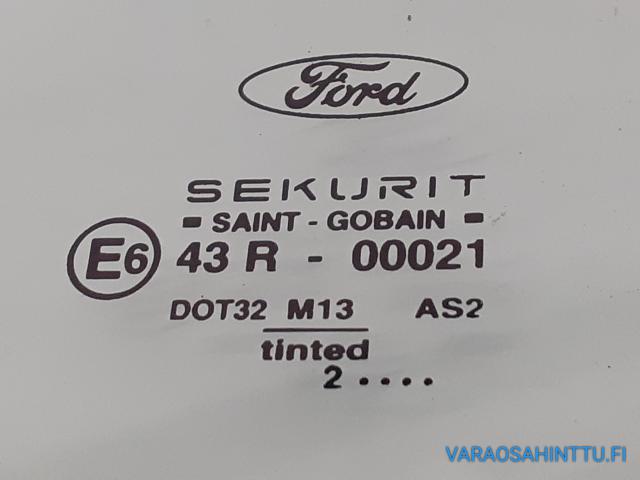 Ford
SEKURIT
- SAINT - GOBAIN -
E6 43 R - 00021
DOT32 M13 AS2
tinted
2 ....
VARAOSAHINTTU.FI